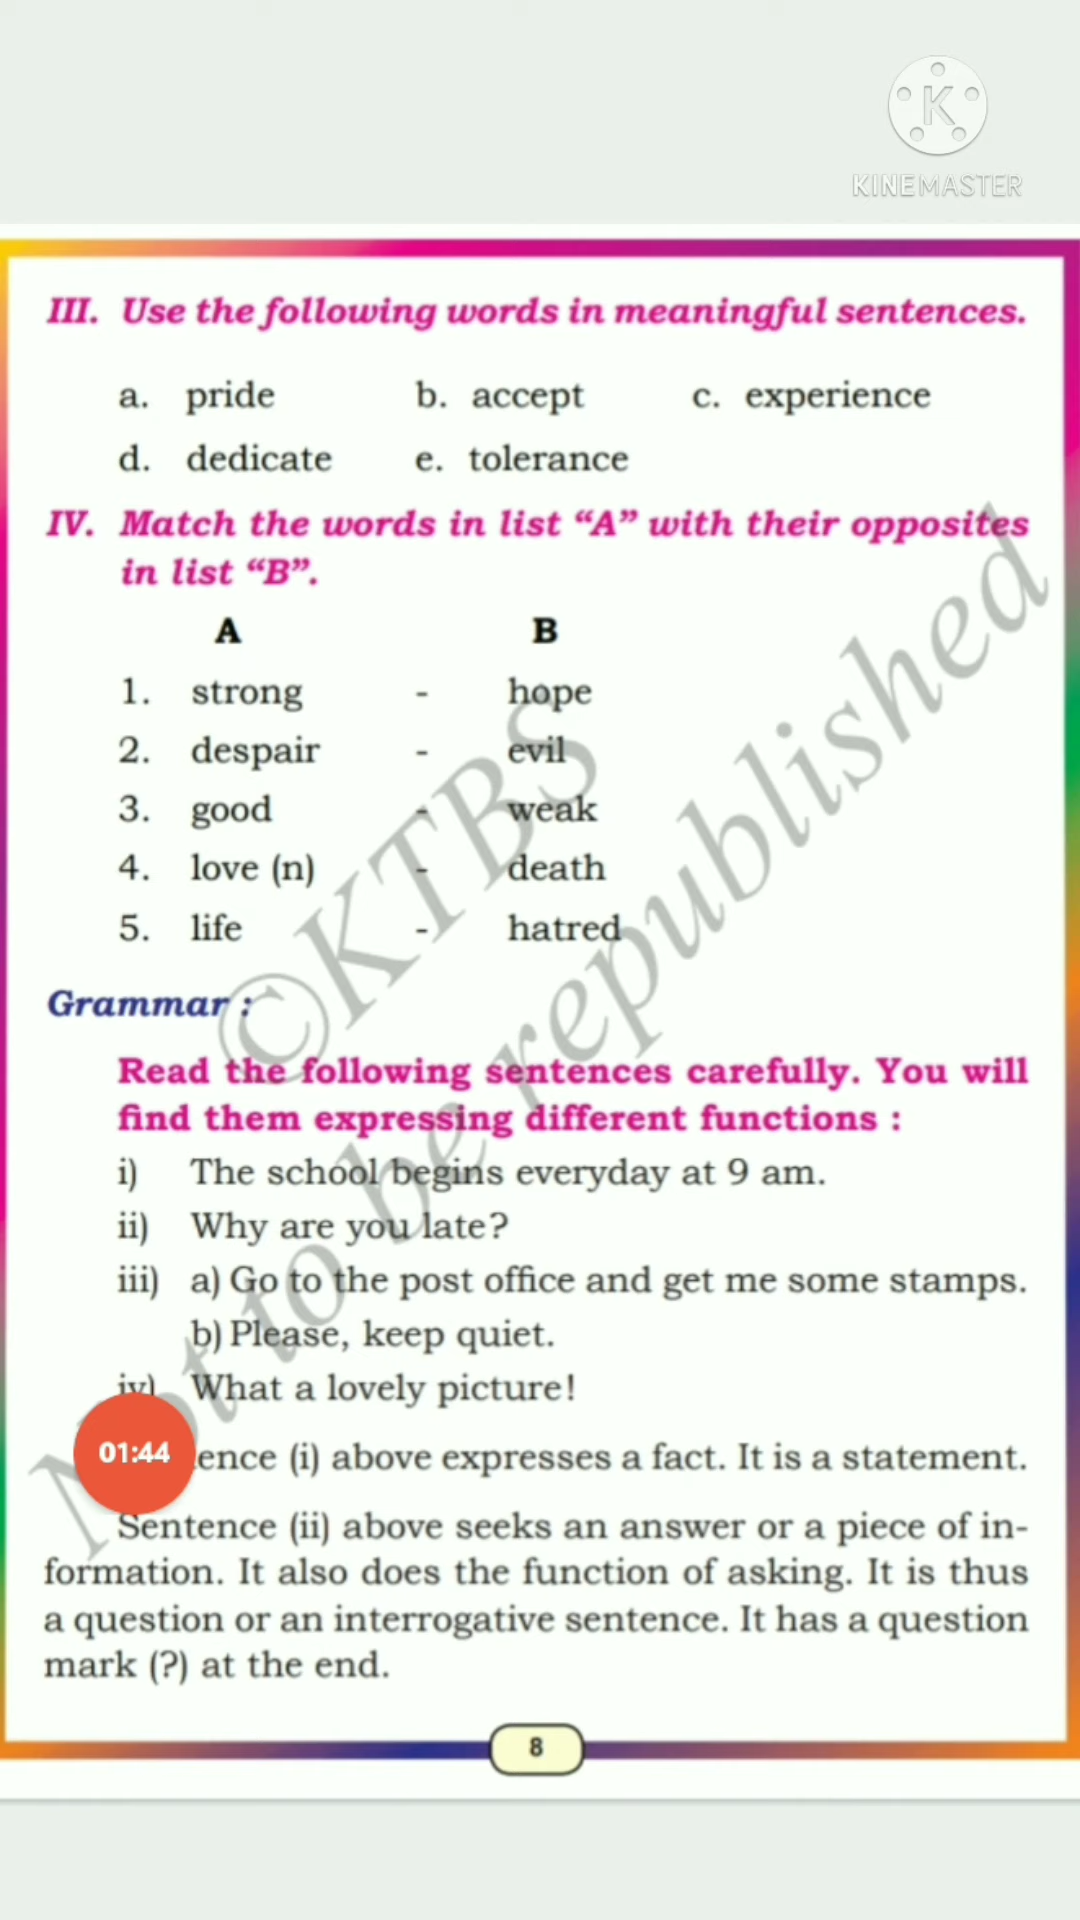 K
KINEMASTER
III. Use the following words in meaningful sentences.
a. pride b. accept c. experience
d. dedicate e. tolerance
IV. Match the words in list “A” with their opposites
in list “B”.
A B
1. strong - hope
2. despair - evil
3. good - weak
4. love (n) - death
5. life - hatred
Grammar :
Read the following sentences carefully. You will
find them expressing different functions :
i) The school begins everyday at 9 am.
ii) Why are you late?
iii) a) Go to the post office and get me some stamps.
b) Please, keep quiet.
iv) What a lovely picture!
01:44
ence (i) above expresses a fact. It is a statement.
Sentence (ii) above seeks an answer or a piece of in-
formation. It also does the function of asking. It is thus
a question or an interrogative sentence. It has a question
mark (?) at the end.
8
©KTBS
Not to be republished